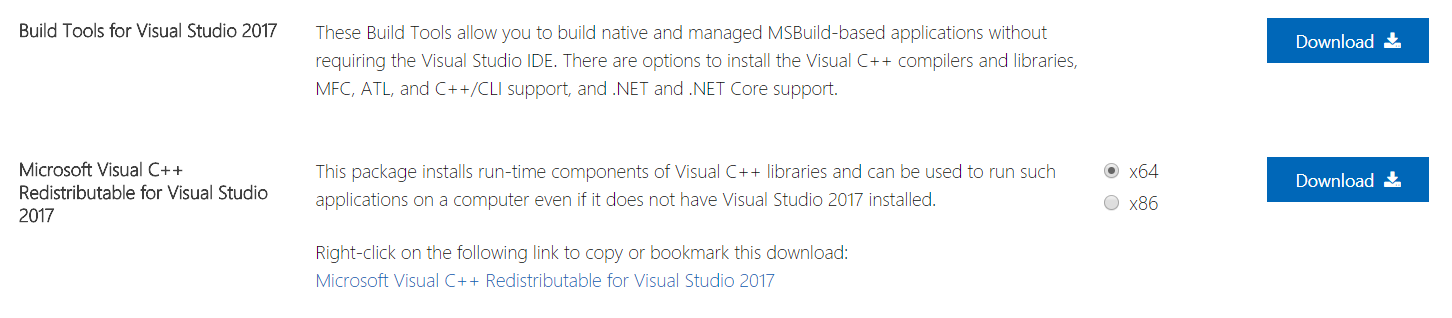 Build Tools for Visual Studio 2017
These Build Tools allow you to build native and managed MSBuild-based applications without
requiring the Visual Studio IDE. There are options to install the Visual C++ compilers and libraries,
MFC, ATL, and C++/CLI support, and .NET and .NET Core support.
Download
Microsoft Visual C++
Redistributable for Visual Studio
2017
This package installs run-time components of Visual C++ libraries and can be used to run such
applications on a computer even if it does not have Visual Studio 2017 installed.
Right-click on the following link to copy or bookmark this download:
Microsoft Visual C++ Redistributable for Visual Studio 2017
x64
x86
Download